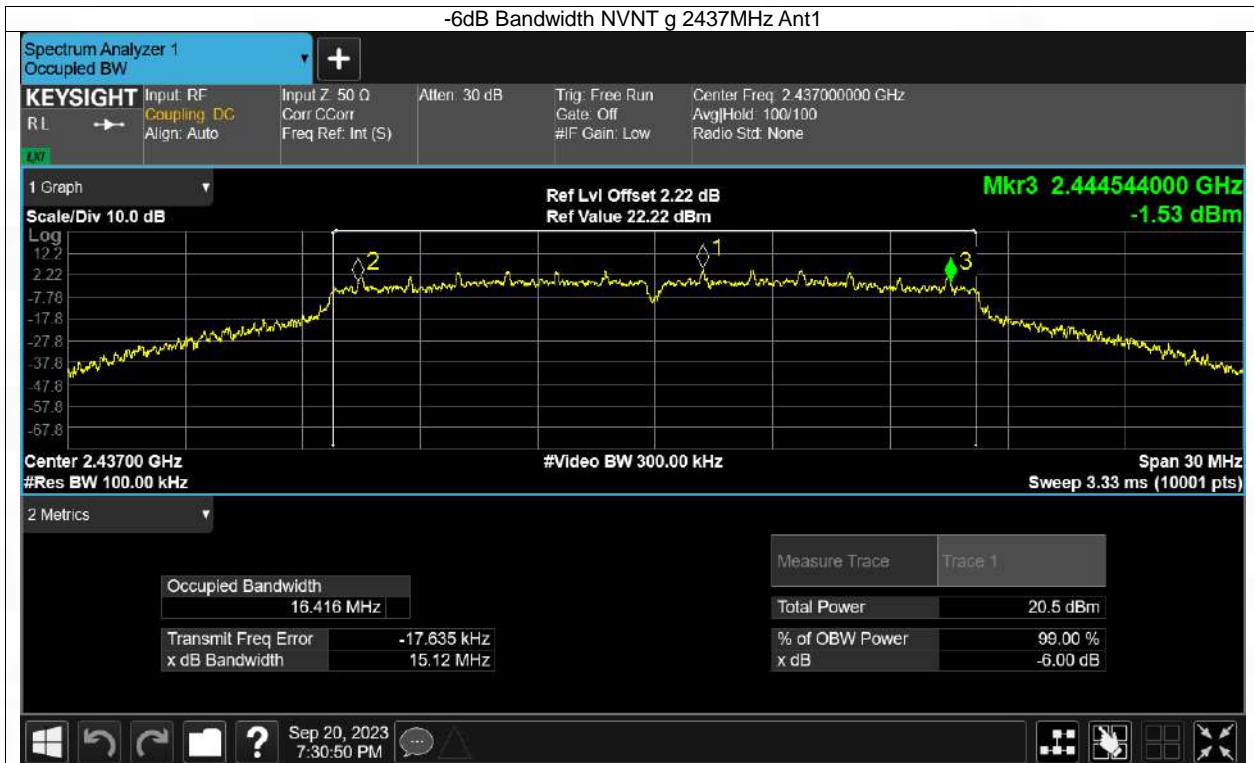 -6dB Bandwidth NVNT g 2437MHz Ant1
Spectrum Analyzer 1
Occupied BW
+
KEYSIGHT
R L
LXI
Input: RF
Coupling: DC
Align: Auto
Input Z: 50 Ω
Corr CCorr
Freq Ref: Int (S)
Atten: 30 dB
Trig: Free Run
Gate: Off
#IF Gain: Low
Center Freq: 2.437000000 GHz
Avg|Hold: 100/100
Radio Std: None
1 Graph
Scale/Div 10.0 dB
Ref Lvl Offset 2.22 dB
Ref Value 22.22 dBm
Mkr3 2.444544000 GHz
-1.53 dBm
Log
12.2
2.22
-7.78
-17.8
-27.8
-37.8
-47.8
-57.8
-67.8
2
1
3
Center 2.43700 GHz
#Res BW 100.00 kHz
#Video BW 300.00 kHz
Span 30 MHz
Sweep 3.33 ms (10001 pts)
2 Metrics
Occupied Bandwidth
16.416 MHz
Transmit Freq Error -17.635 kHz
x dB Bandwidth 15.12 MHz
Measure Trace Trace 1
Total Power 20.5 dBm
% of OBW Power 99.00 %
x dB -6.00 dB
?
Sep 20, 2023
7:30:50 PM